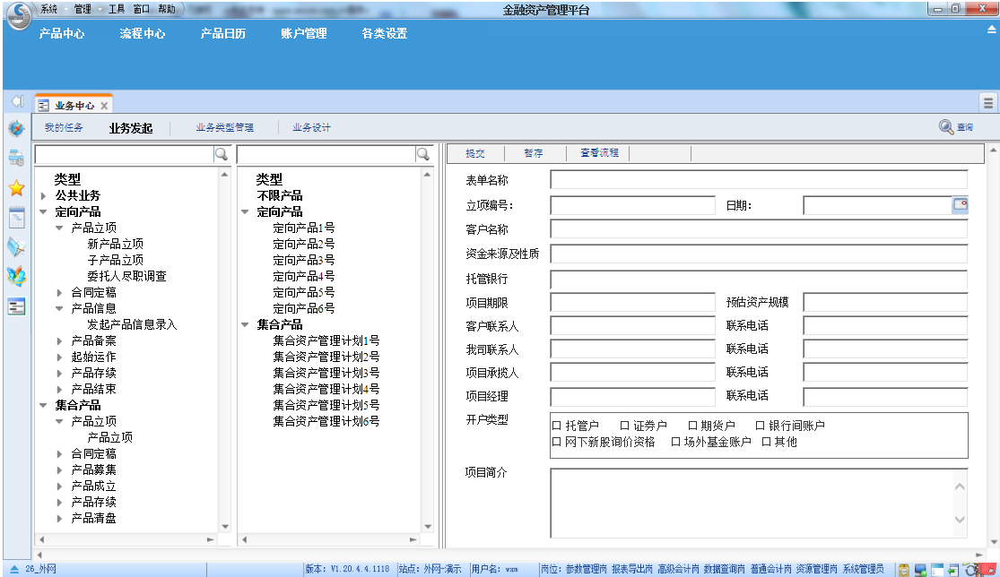 系统 管理 工具 窗口 帮助
金融资产管理平台
产品中心 流程中心 产品日历 账户管理 各类设置
业务中心
我的任务 业务发起 业务类型管理 业务设计 查询
类型
公共业务
定向产品
产品立项
新产品立项
子产品立项
委托人尽职调查
合同定稿
产品信息
发起产品信息录入
产品备案
起始运作
产品存续
产品结束
集合产品
产品立项
产品立项
合同定稿
产品募集
产品成立
产品存续
产品清盘
类型
不限产品
定向产品
定向产品1号
定向产品2号
定向产品3号
定向产品4号
定向产品5号
定向产品6号
集合产品
集合资产管理计划1号
集合资产管理计划2号
集合资产管理计划3号
集合资产管理计划4号
集合资产管理计划5号
集合资产管理计划6号
提交 暂存 查看流程
表单名称
立项编号： 日期：
客户名称
资金来源及性质
托管银行
项目期限 预估资产规模
客户联系人 联系电话
我司联系人 联系电话
项目承揽人 联系电话
项目经理 联系电话
开户类型
托管户 证券户 期货户 银行间账户
网下新股询价资格 场外基金账户 其他
项目简介
26_外网 版本：V1.20.4.4.1118 站点：外网-演示 用户名：vxm 岗位：参数管理岗 报表导出岗 高级会计岗 数据查询岗 普通会计岗 资源管理岗 系统管理员